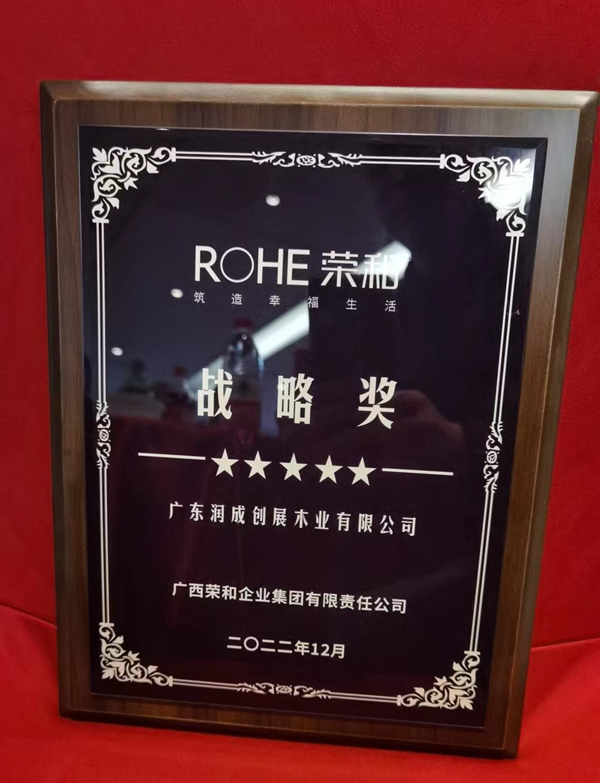 ROHE 荣和
筑造幸福生活
战略奖
广东润成创展木业有限公司
广西荣和企业集团有限责任公司
二〇二二年12月